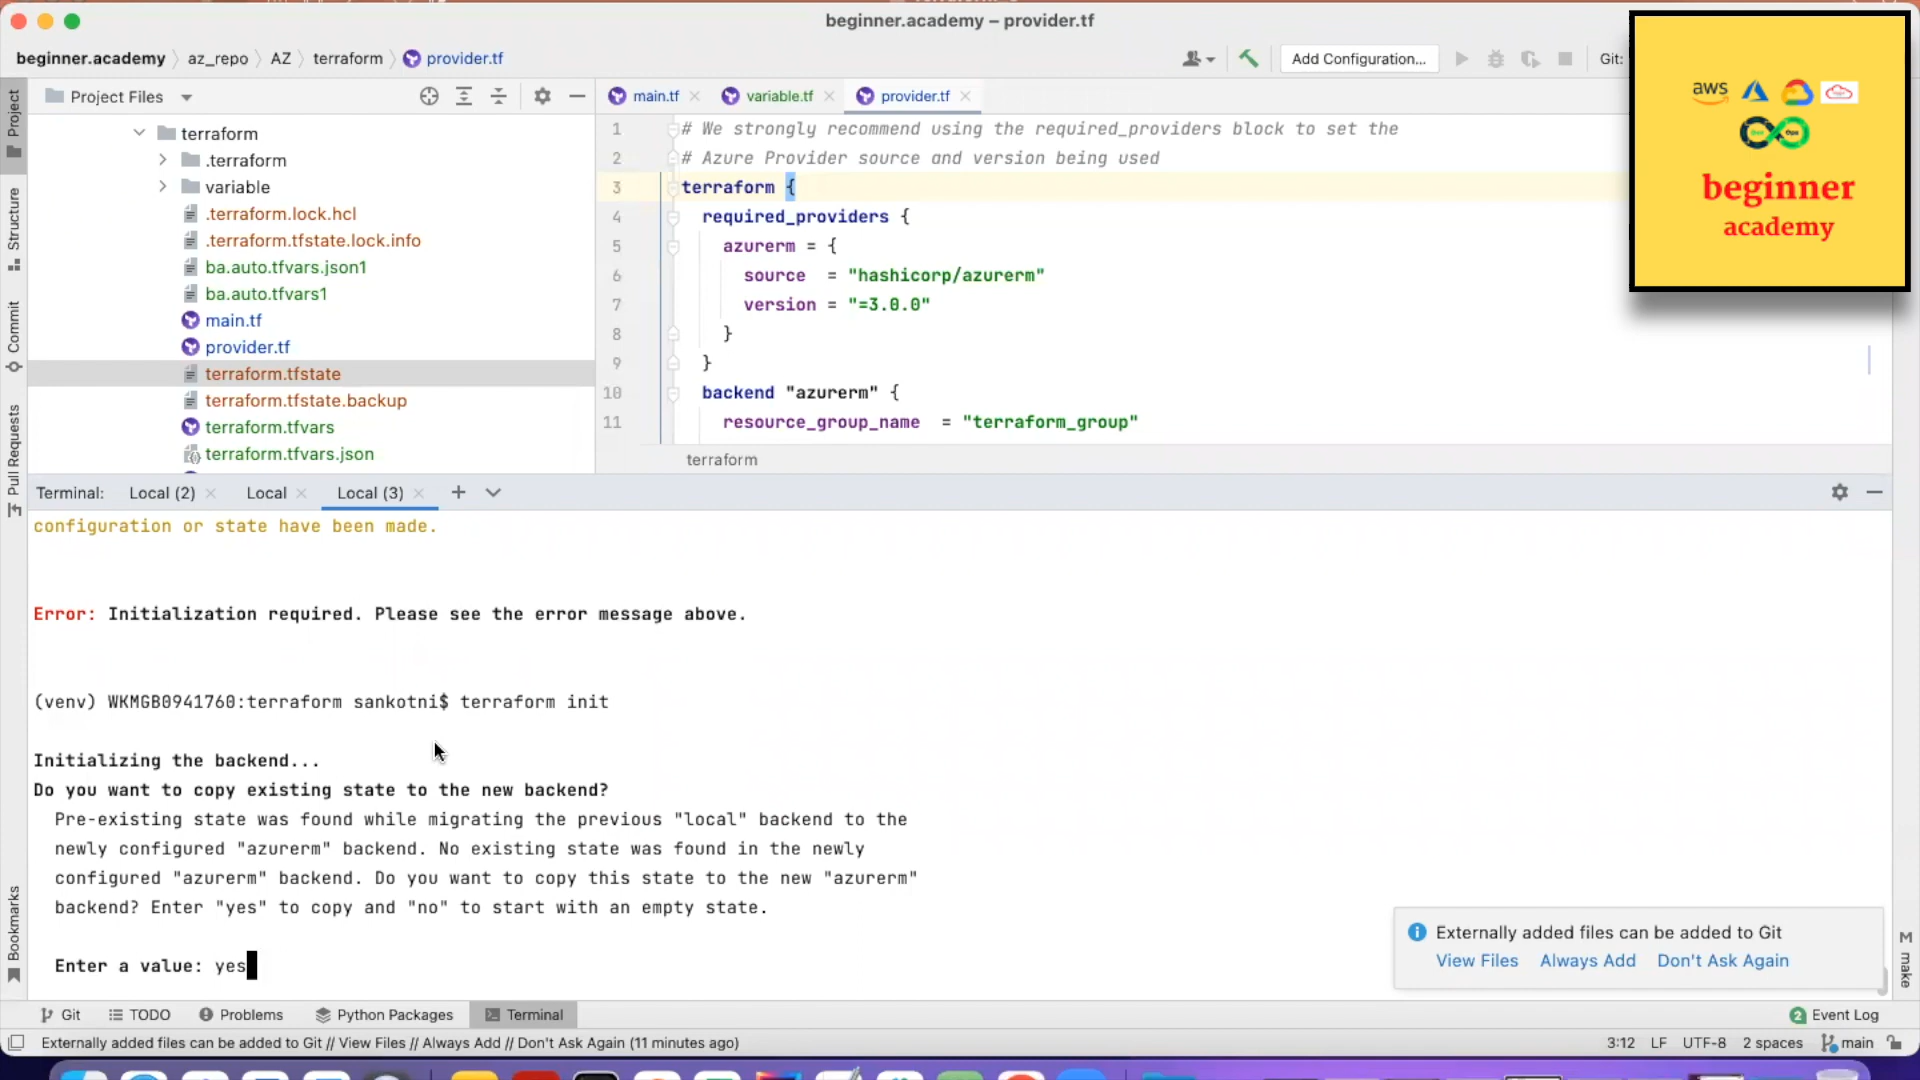 beginner.academy – provider.tf
beginner.academy
az_repo
AZ
terraform
provider.tf
Add Configuration...
Git:
aws
beginner
academy
Project
Project Files
main.tf
variable.tf
provider.tf
terraform
.terraform
variable
.terraform.lock.hcl
.terraform.tfstate.lock.info
ba.auto.tfvars.json1
ba.auto.tfvars1
main.tf
provider.tf
terraform.tfstate
terraform.tfstate.backup
terraform.tfvars
terraform.tfvars.json
1 # We strongly recommend using the required_providers block to set the
2 # Azure Provider source and version being used
3 terraform {
4 required_providers {
5 azurerm = {
6 source = "hashicorp/azurerm"
7 version = "=3.0.0"
8 }
9 }
10 backend "azurerm" {
11 resource_group_name = "terraform_group"
terraform
Structure
Commit
Pull Requests
Bookmarks
Terminal:
Local (2)
Local
Local (3)
configuration or state have been made.
Error: Initialization required. Please see the error message above.
(venv) WKMGB0941760:terraform sankotni$ terraform init
Initializing the backend...
Do you want to copy existing state to the new backend?
Pre-existing state was found while migrating the previous "local" backend to the
newly configured "azurerm" backend. No existing state was found in the newly
configured "azurerm" backend. Do you want to copy this state to the new "azurerm"
backend? Enter "yes" to copy and "no" to start with an empty state.
Enter a value: yes
Externally added files can be added to Git
View Files
Always Add
Don't Ask Again
M
make
Git
TODO
Problems
Python Packages
Terminal
2 Event Log
Externally added files can be added to Git // View Files // Always Add // Don't Ask Again (11 minutes ago)
3:12
LF
UTF-8
2 spaces
main